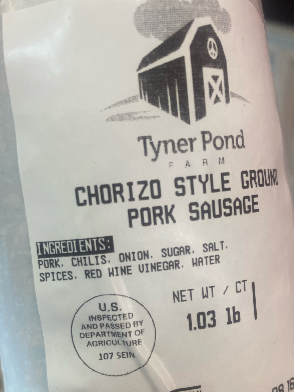 Tyner Pond
FARM
CHORIZO STYLE GROUND
PORK SAUSAGE
INGREDIENTS:
PORK, CHILIS, ONION, SUGAR, SALT,
SPICES, RED WINE VINEGAR, WATER
U.S.
INSPECTED
AND PASSED BY
DEPARTMENT OF
AGRICULTURE
107 SEIN
NET WT / CT
1.03 lb